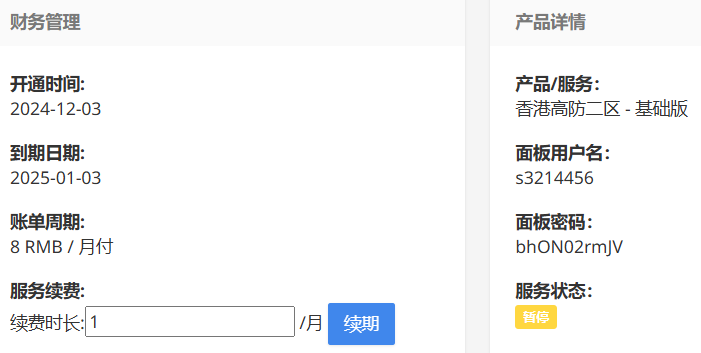 财务管理
开通时间:
2024-12-03
到期日期:
2025-01-03
账单周期:
8 RMB / 月付
服务续费:
续费时长: 1 /月 续期
产品详情
产品/服务：
香港高防二区 - 基础版
面板用户名：
s3214456
面板密码：
bhON02rmJV
服务状态：
暂停